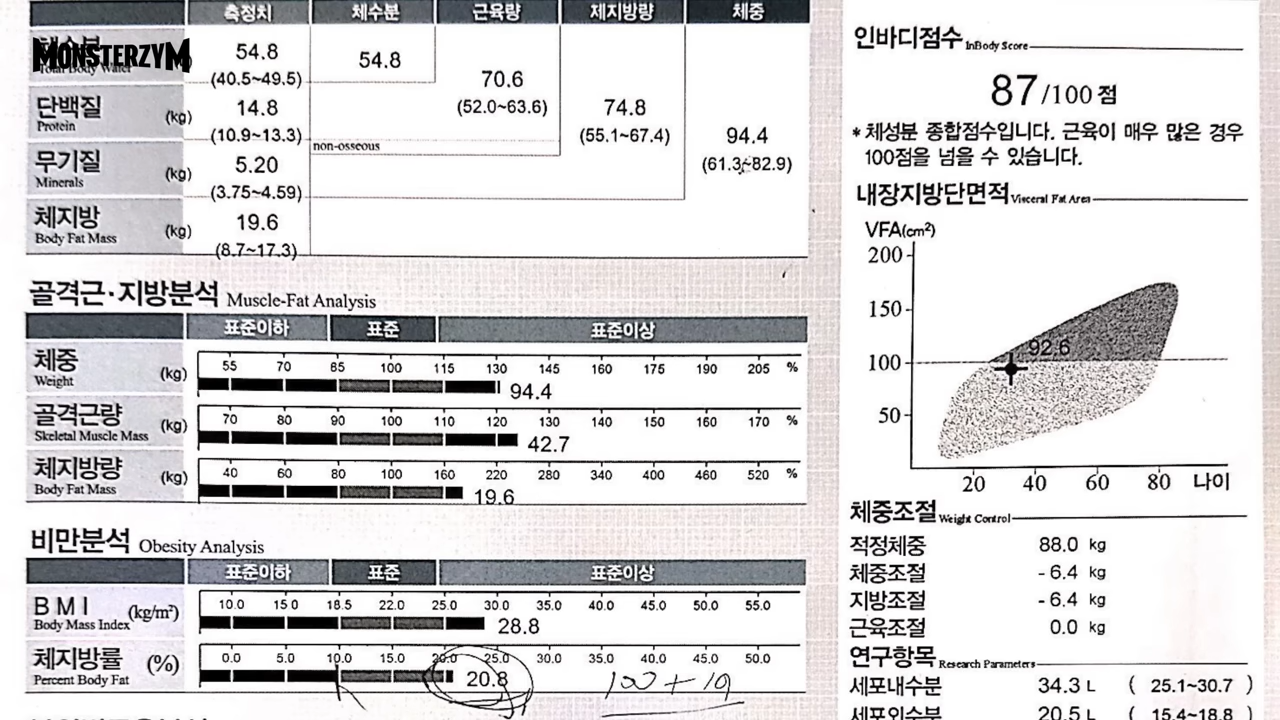 측정치 체수분 근육량 제지방량 체중
MONSTERZYM
Total Body Water 54.8 54.8
(40.5~49.5) 70.6
단백질 (kg) 14.8 (52.0~63.6) 74.8
Protein (10.9~13.3) (55.1~67.4) 94.4
non-osseous
무기질 (kg) 5.20 (61.3~82.9)
Minerals (3.75~4.59)
체지방 (kg) 19.6
Body Fat Mass (8.7~17.3)
골격근·지방분석 Muscle-Fat Analysis
표준이하 표준 표준이상
체중 (kg) 55 70 85 100 115 130 145 160 175 190 205 %
Weight 94.4
골격근량 (kg) 70 80 90 100 110 120 130 140 150 160 170 %
Skeletal Muscle Mass 42.7
체지방량 (kg) 40 60 80 100 160 220 280 340 400 460 520 %
Body Fat Mass 19.6
비만분석 Obesity Analysis
표준이하 표준 표준이상
BMI (kg/m²) 10.0 15.0 18.5 22.0 25.0 30.0 35.0 40.0 45.0 50.0 55.0
Body Mass Index 28.8
체지방률 (%) 0.0 5.0 10.0 15.0 20.0 25.0 30.0 35.0 40.0 45.0 50.0
Percent Body Fat 20.8 100+19
인바디점수 InBody Score
87/100 점
* 체성분 종합점수입니다. 근육이 매우 많은 경우
100점을 넘을 수 있습니다.
내장지방단면적 Visceral Fat Area
VFA(cm²)
200
150
92.6
100
50
20 40 60 80 나이
체중조절 Weight Control
적정체중 88.0 kg
체중조절 - 6.4 kg
지방조절 - 6.4 kg
근육조절 0.0 kg
연구항목 Research Parameters
세포내수분 34.3 L ( 25.1~30.7 )
세포외수분 20.5 L ( 15.4~18.8 )